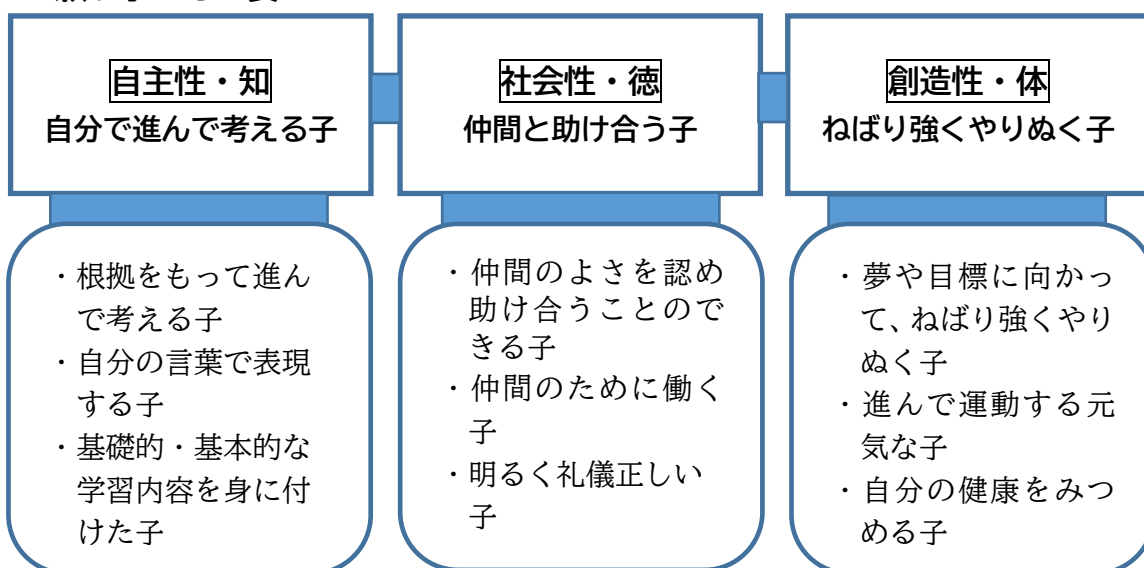 自主性・知
自分で進んで考える子
社会性・徳
仲間と助け合う子
創造性・体
ねばり強くやりぬく子
・根拠をもって進ん
で考える子
・自分の言葉で表現
する子
・基礎的・基本的な
学習内容を身に付
けた子
・仲間のよさを認め
助け合うことので
きる子
・仲間のために働く
子
・明るく礼儀正しい
子
・夢や目標に向かっ
て、ねばり強くやり
ぬく子
・進んで運動する元
気な子
・自分の健康をみつ
める子